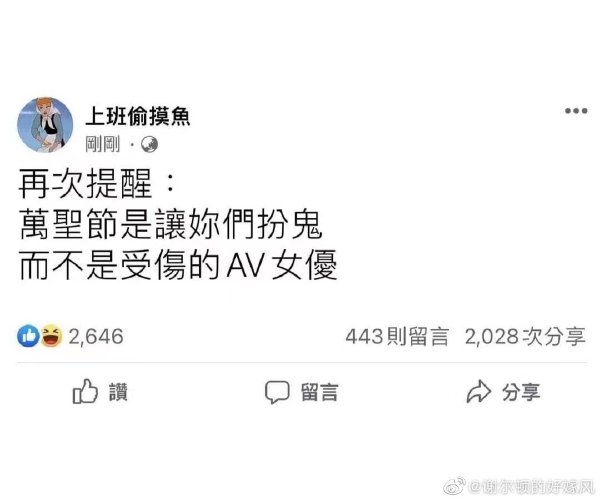 上班偷摸魚
剛剛 ·
再次提醒：
萬聖節是讓妳們扮鬼
而不是受傷的AV女優
2,646 443則留言 2,028次分享
讚 留言 分享
@谢尔顿的好嫁风